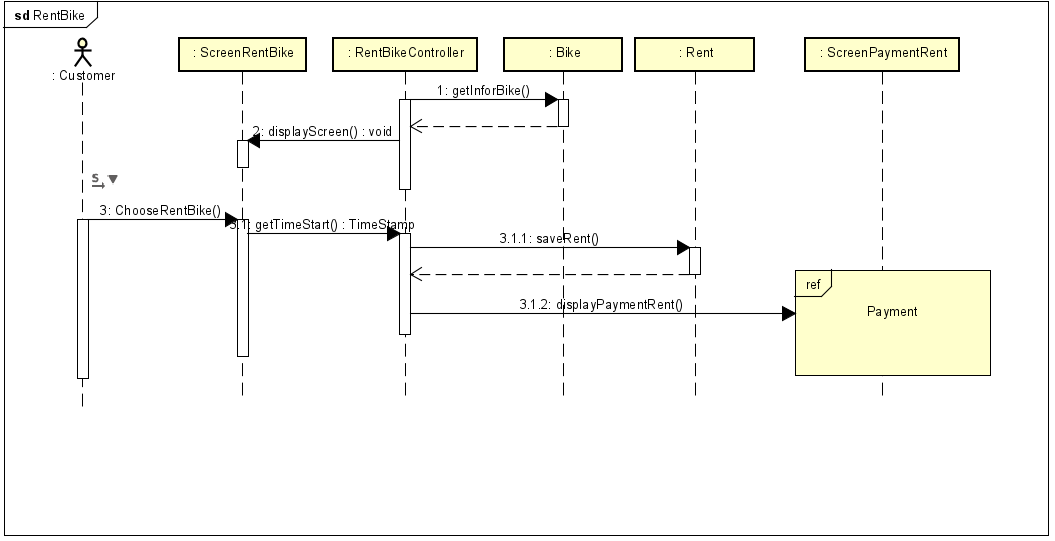 sd RentBike
: Customer
: ScreenRentBike
: RentBikeController
: Bike
: Rent
: ScreenPaymentRent
1: getInforBike()
2: displayScreen() : void
S
3: ChooseRentBike()
3.1: getTimeStart() : TimeStamp
3.1.1: saveRent()
3.1.2: displayPaymentRent()
ref
Payment